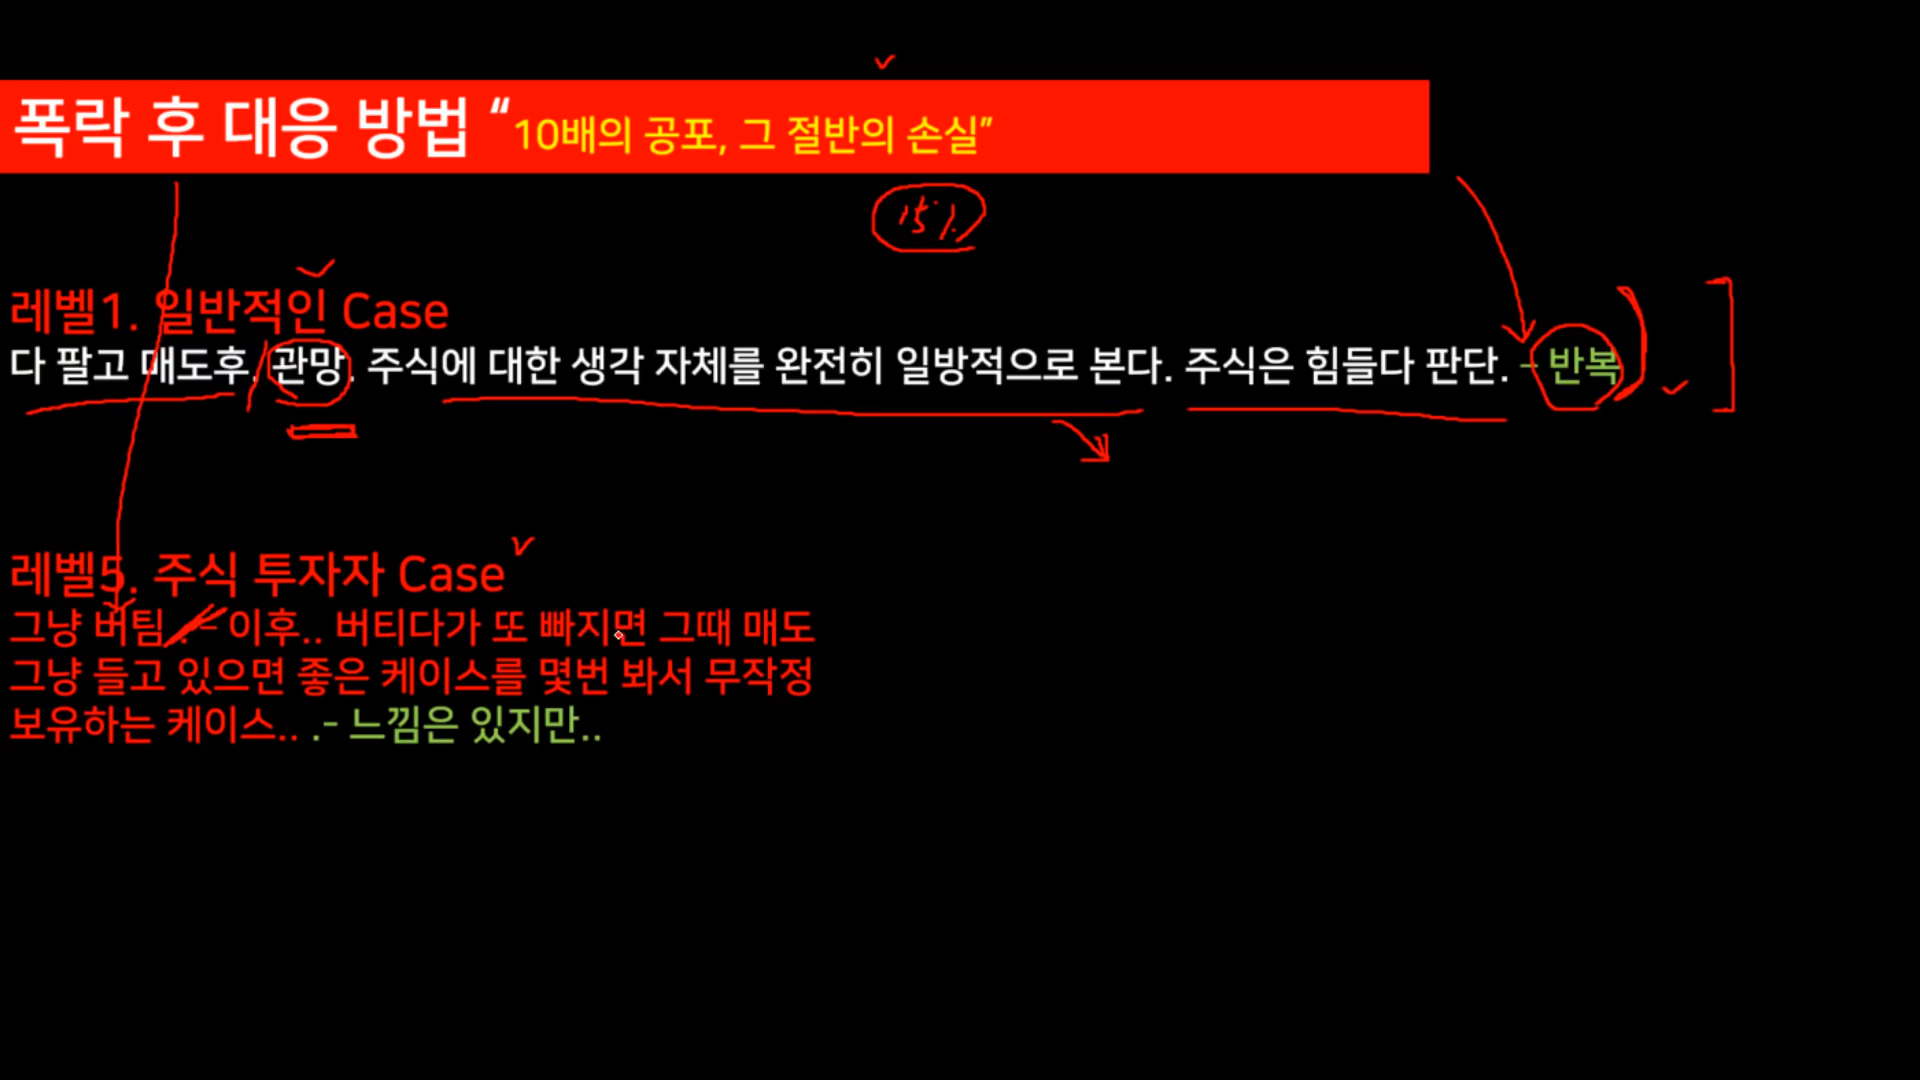 폭락 후 대응 방법 “10배의 공포, 그 절반의 손실”
15%
레벨1. 일반적인 Case
다 팔고 매도후. 관망. 주식에 대한 생각 자체를 완전히 일방적으로 본다. 주식은 힘들다 판단. - 반복
레벨5. 주식 투자자 Case
그냥 버팀 .- 이후.. 버티다가 또 빠지면 그때 매도
그냥 들고 있으면 좋은 케이스를 몇번 봐서 무작정
보유하는 케이스.. .- 느낌은 있지만..